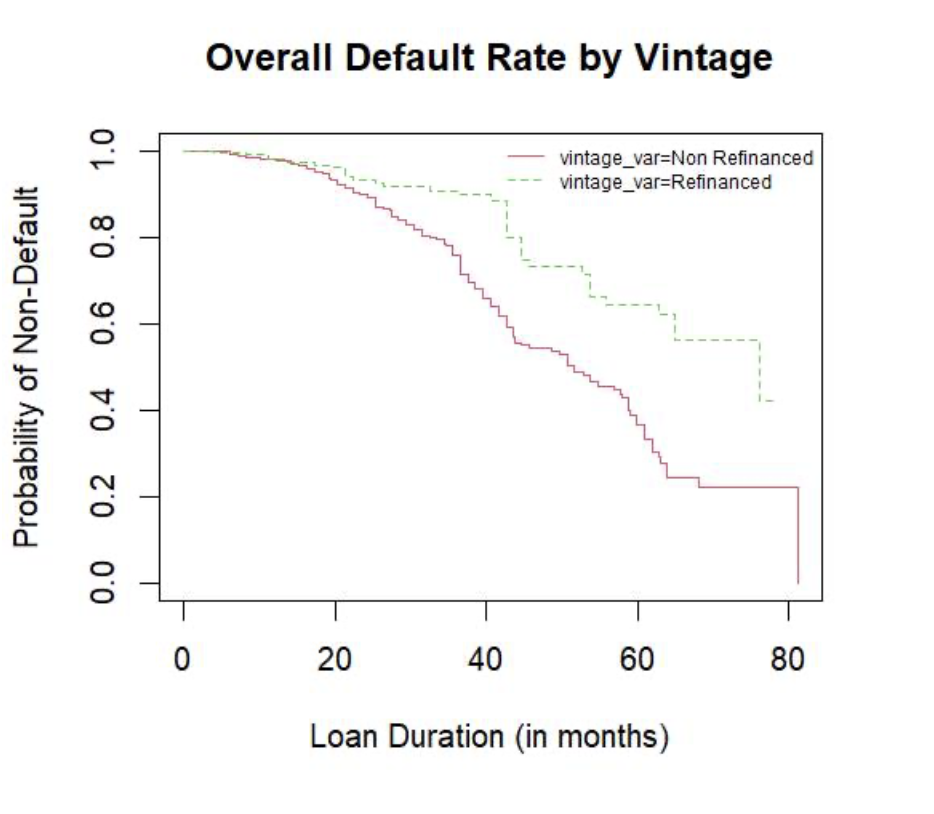 Overall Default Rate by Vintage
Probability of Non-Default
1.0
0.8
0.6
0.4
0.2
0.0
vintage_var=Non Refinanced
vintage_var=Refinanced
0 20 40 60 80
Loan Duration (in months)